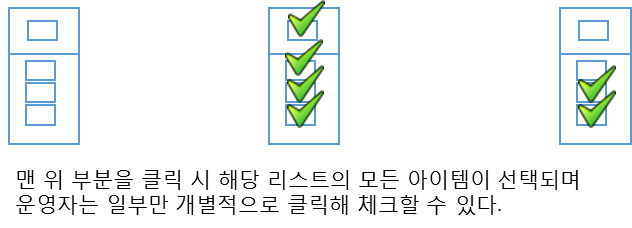 맨 위 부분을 클릭 시 해당 리스트의 모든 아이템이 선택되며
운영자는 일부만 개별적으로 클릭해 체크할 수 있다.